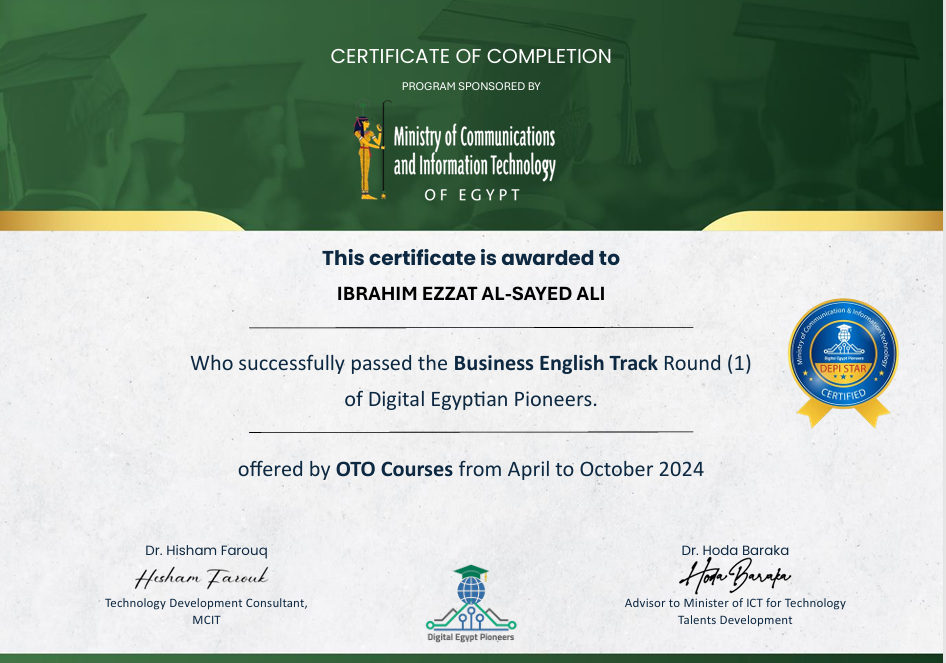 CERTIFICATE OF COMPLETION
PROGRAM SPONSORED BY
Ministry of Communications
and Information Technology
OF EGYPT
This certificate is awarded to
IBRAHIM EZZAT AL-SAYED ALI
Who successfully passed the Business English Track Round (1)
of Digital Egyptian Pioneers.
offered by OTO Courses from April to October 2024
Ministry of Communication & Information Technology
Digital Egypt Pioneers
DEPI STAR
CERTIFIED
Dr. Hisham Farouq
Hesham Farouk
Technology Development Consultant,
MCIT
Digital Egypt Pioneers
Dr. Hoda Baraka
Hoda Baraka
Advisor to Minister of ICT for Technology
Talents Development